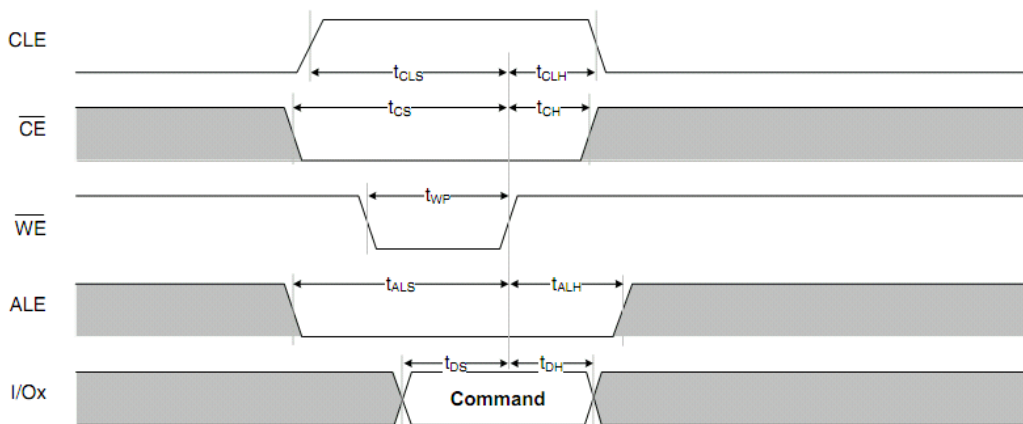 CLE
tCLS tCLH
CE
tCS tCH
WE
tWP
ALE
tALS tALH
I/Ox
tDS tDH
Command